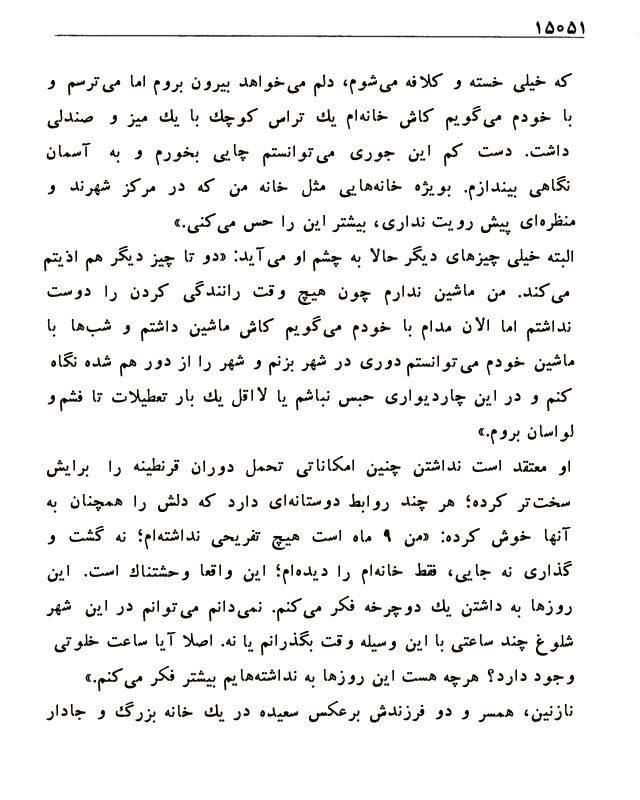 ۱۵۰۵۱
که خیلی خسته و کلافه می‌شوم، دلم می‌خواهد بیرون بروم اما می‌ترسم و
با خودم می‌گویم کاش خانه‌ام یك تراس کوچك با یك میز و صندلی
داشت. دست کم این جوری می‌توانستم چایی بخورم و به آسمان
نگاهی بیندازم. بویژه خانه‌هایی مثل خانه من که در مرکز شهرند و
منظره‌ای پیش رویت نداری، بیشتر این را حس می‌کنی.»
البته خیلی چیزهای دیگر حالا به چشم او می‌آید: «دو تا چیز دیگر هم اذیتم
می‌کند. من ماشین ندارم چون هیچ وقت رانندگی کردن را دوست
نداشتم اما الان مدام با خودم می‌گویم کاش ماشین داشتم و شب‌ها با
ماشین خودم می‌توانستم دوری در شهر بزنم و شهر را از دور هم شده نگاه
کنم و در این چاردیواری حبس نباشم یا لااقل یك بار تعطیلات تا فشم و
لواسان بروم.»
او معتقد است نداشتن چنین امکاناتی تحمل دوران قرنطینه را برایش
سخت‌تر کرده؛ هر چند روابط دوستانه‌ای دارد که دلش را همچنان به
آنها خوش کرده: «من ۹ ماه است هیچ تفریحی نداشته‌ام؛ نه گشت و
گذاری نه جایی، فقط خانه‌ام را دیده‌ام؛ این واقعا وحشتناك است. این
روزها به داشتن یك دوچرخه فکر می‌کنم. نمی‌دانم می‌توانم در این شهر
شلوغ چند ساعتی با این وسیله وقت بگذرانم یا نه. اصلا آیا ساعت خلوتی
وجود دارد؟ هرچه هست این روزها به نداشته‌هایم بیشتر فکر می‌کنم.»
نازنین، همسر و دو فرزندش برعکس سعیده در یك خانه بزرگ و جادار